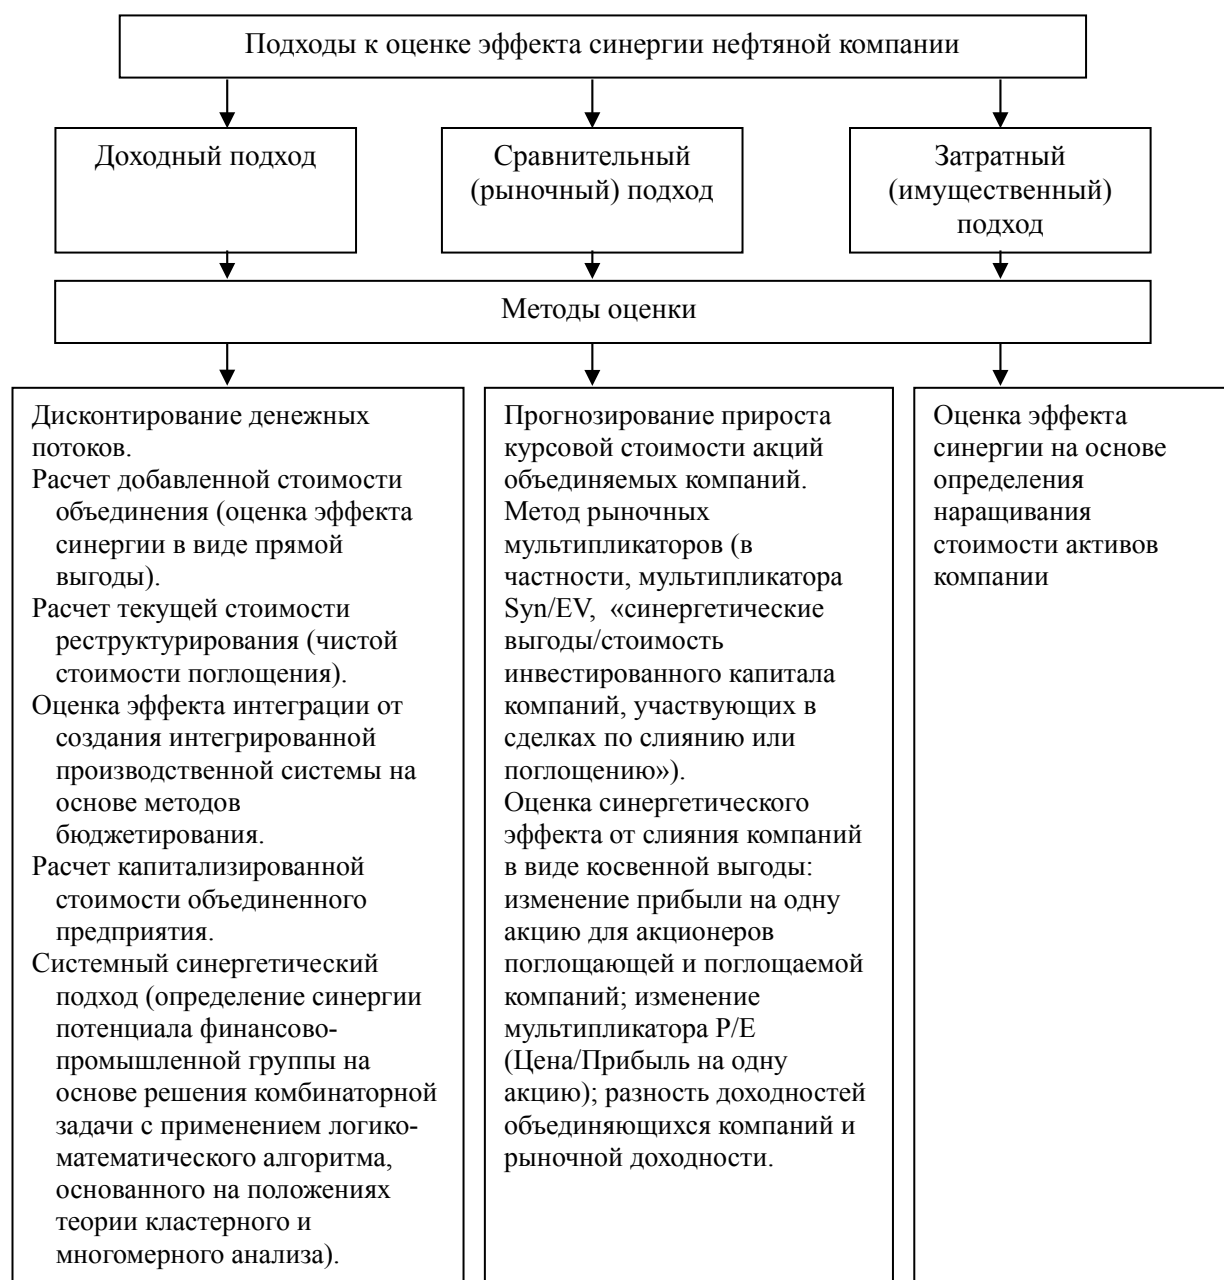 Подходы к оценке эффекта синергии нефтяной компании
Доходный подход
Сравнительный
(рыночный) подход
Затратный
(имущественный)
подход
Методы оценки
Дисконтирование денежных
потоков.
Расчет добавленной стоимости
объединения (оценка эффекта
синергии в виде прямой
выгоды).
Расчет текущей стоимости
реструктурирования (чистой
стоимости поглощения).
Оценка эффекта интеграции от
создания интегрированной
производственной системы на
основе методов
бюджетирования.
Расчет капитализированной
стоимости объединенного
предприятия.
Системный синергетический
подход (определение синергии
потенциала финансово-
промышленной группы на
основе решения комбинаторной
задачи с применением логико-
математического алгоритма,
основанного на положениях
теории кластерного и
многомерного анализа).
Прогнозирование прироста
курсовой стоимости акций
объединяемых компаний.
Метод рыночных
мультипликаторов (в
частности, мультипликатора
Syn/EV, «синергетические
выгоды/стоимость
инвестированного капитала
компаний, участвующих в
сделках по слиянию или
поглощению»).
Оценка синергетического
эффекта от слияния компаний
в виде косвенной выгоды:
изменение прибыли на одну
акцию для акционеров
поглощающей и поглощаемой
компаний; изменение
мультипликатора P/E
(Цена/Прибыль на одну
акцию); разность доходностей
объединяющихся компаний и
рыночной доходности.
Оценка эффекта
синергии на основе
определения
наращивания
стоимости активов
компании